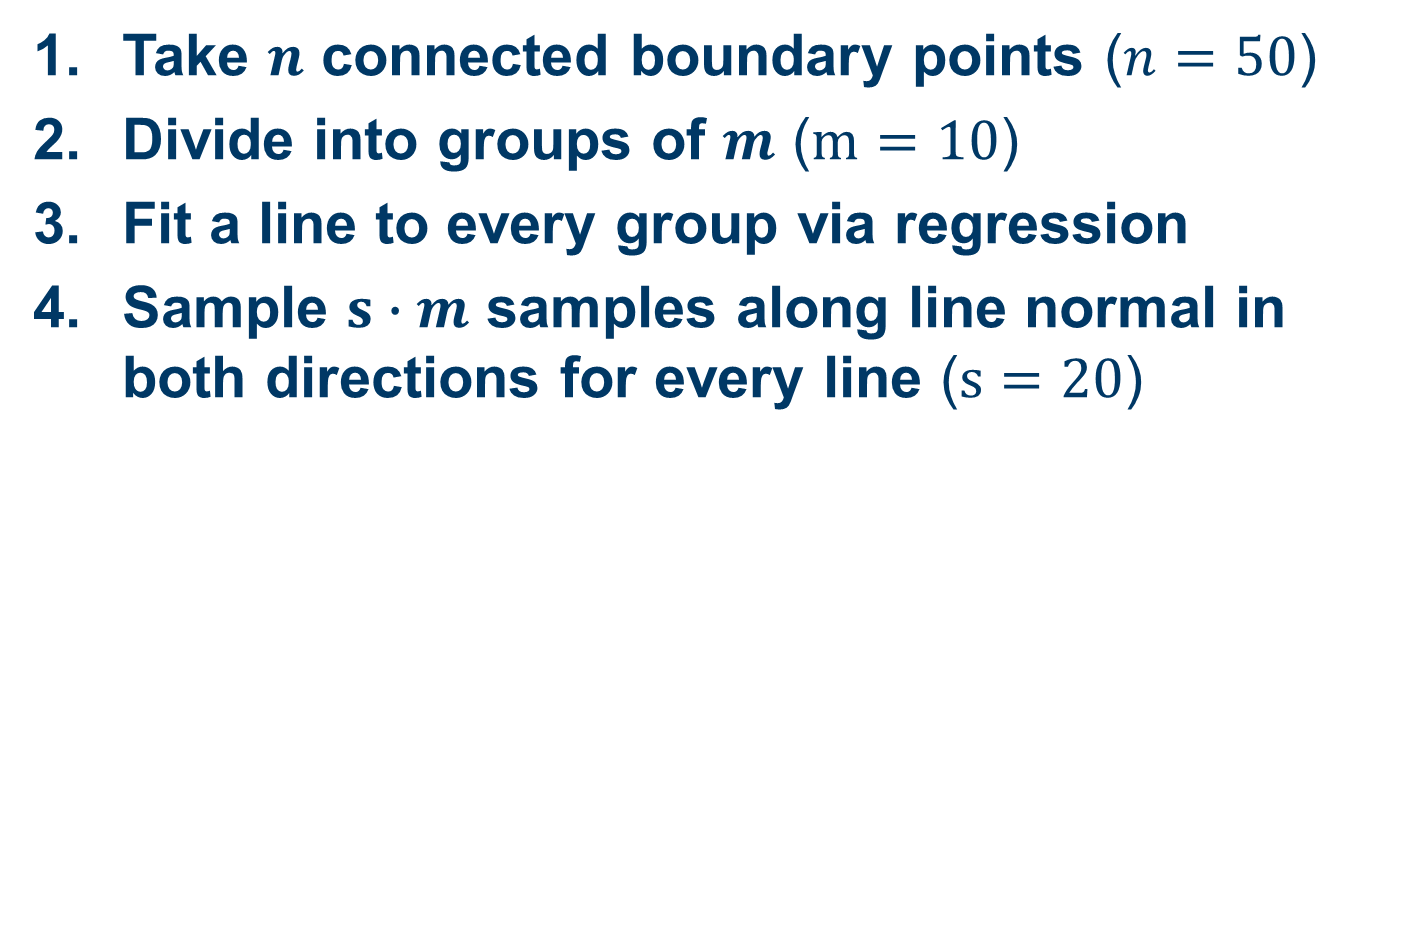 1. Take n connected boundary points (n = 50)
2. Divide into groups of m (m = 10)
3. Fit a line to every group via regression
4. Sample s · m samples along line normal in
both directions for every line (s = 20)